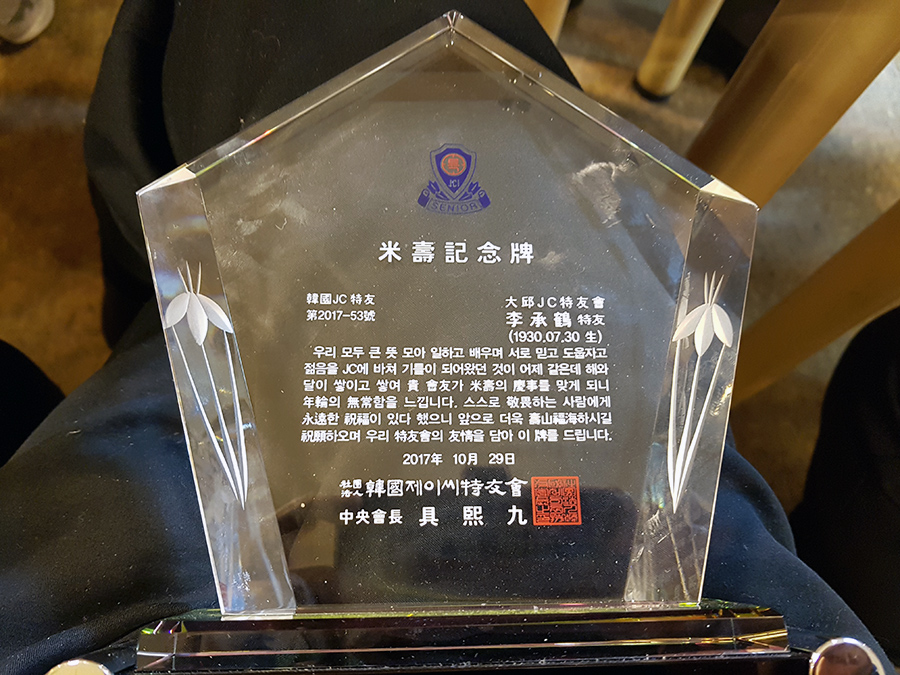 JCI
SENIOR
米壽記念牌
韓國JC特友
第2017-53號
大邱JC特友會
李承鶴 特友
(1930.07.30 生)
우리 모두 큰 뜻 모아 일하고 배우며 서로 믿고 도웁자고
젊음을 JC에 바쳐 기틀이 되어왔던 것이 어제 같은데 해와
달이 쌓이고 쌓여 貴 會友가 米壽의 慶事를 맞게 되니
年輪의 無常함을 느낍니다. 스스로 敬畏하는 사람에게
永遠한 祝福이 있다 했으니 앞으로 더욱 壽山福海하시길
祝願하오며 우리 特友會의 友情을 담아 이 牌를 드립니다.
2017年 10月 29日
社團法人 韓國제이씨特友會
中央會長 具熙九